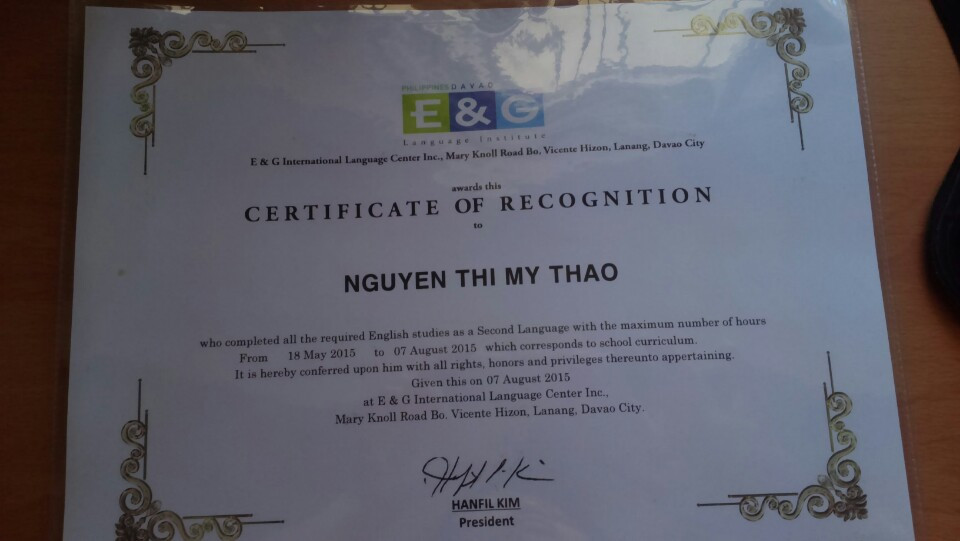 PHILIPPINES DAVAO
E & G
Language Institute
E & G International Language Center Inc., Mary Knoll Road Bo. Vicente Hizon, Lanang, Davao City
awards this
CERTIFICATE OF RECOGNITION
to
NGUYEN THI MY THAO
who completed all the required English studies as a Second Language with the maximum number of hours
From 18 May 2015 to 07 August 2015 which corresponds to school curriculum.
It is hereby conferred upon him with all rights, honors and privileges thereunto appertaining.
Given this on 07 August 2015
at E & G International Language Center Inc.,
Mary Knoll Road Bo. Vicente Hizon, Lanang, Davao City.
HANFIL KIM
President